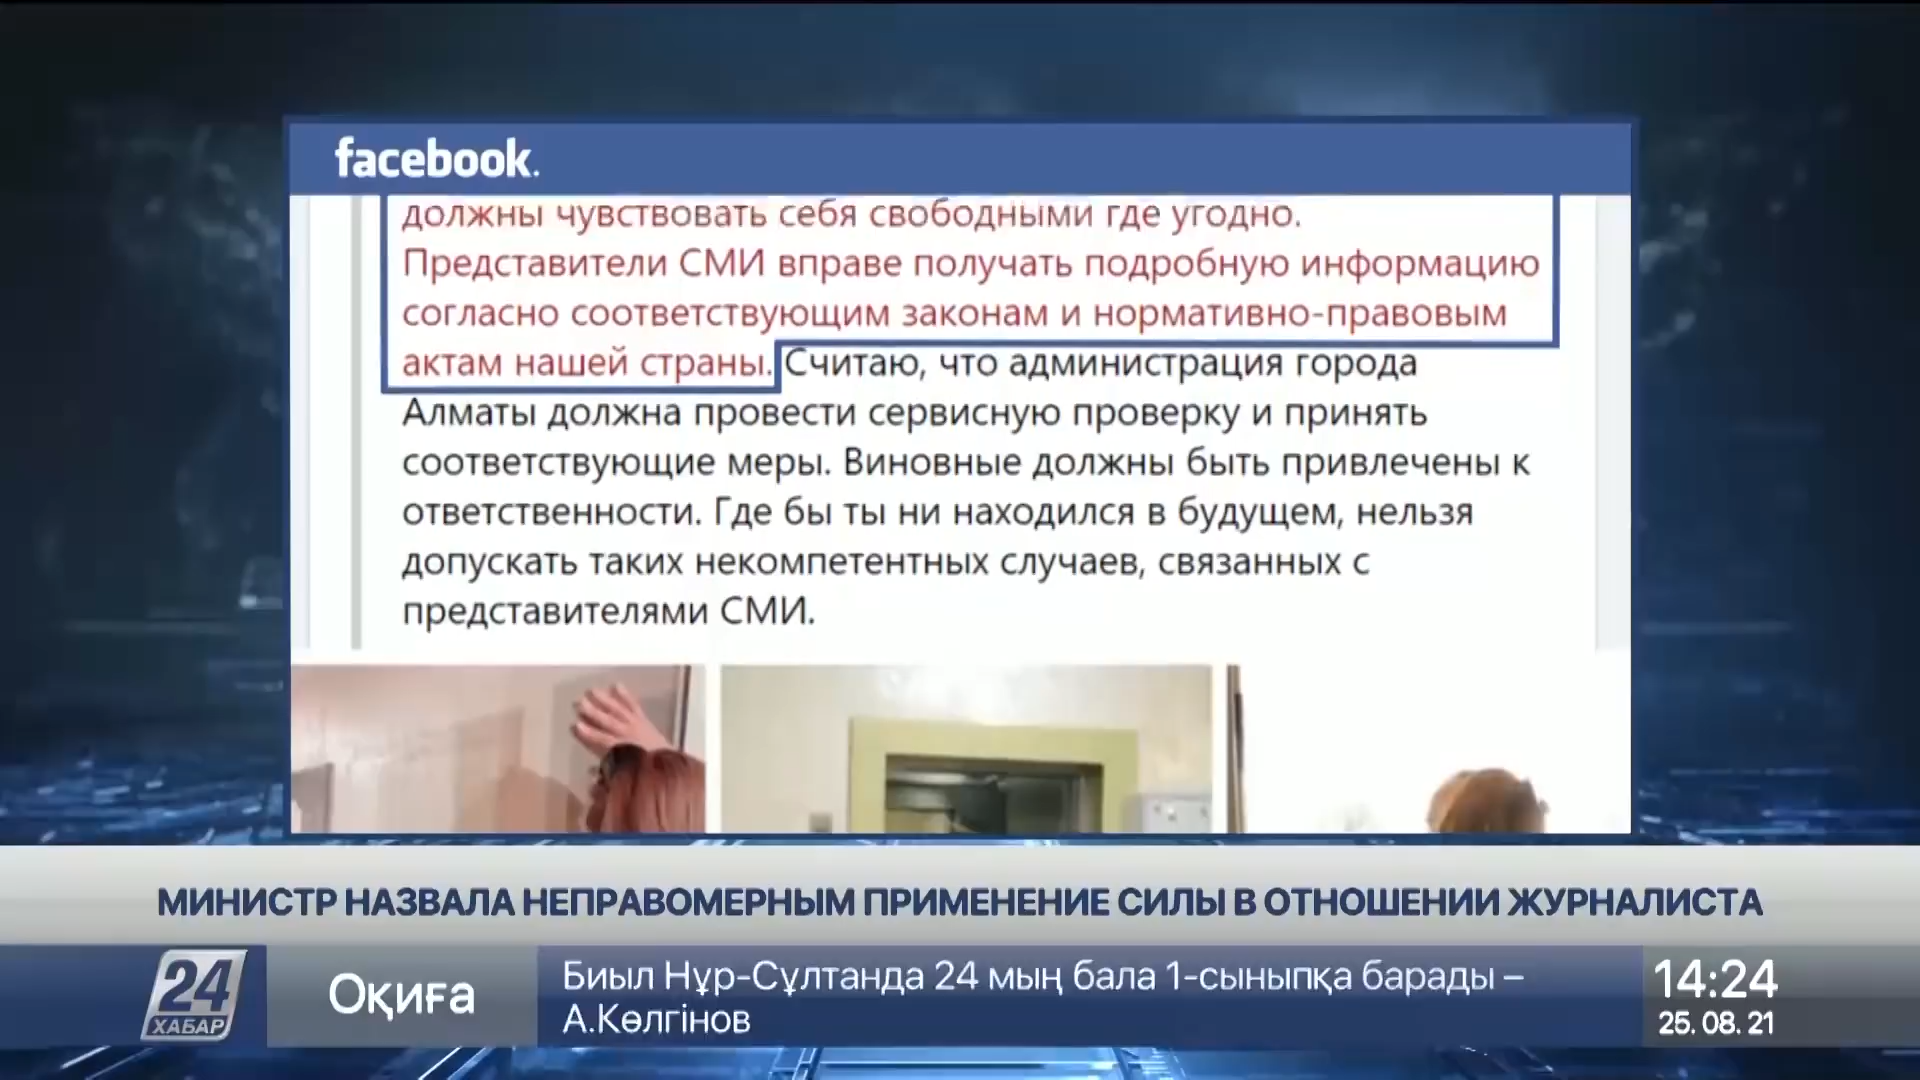 facebook.
должны чувствовать себя свободными где угодно.
Представители СМИ вправе получать подробную информацию
согласно соответствующим законам и нормативно-правовым
актам нашей страны. Считаю, что администрация города
Алматы должна провести сервисную проверку и принять
соответствующие меры. Виновные должны быть привлечены к
ответственности. Где бы ты ни находился в будущем, нельзя
допускать таких некомпетентных случаев, связанных с
представителями СМИ.
МИНИСТР НАЗВАЛА НЕПРАВОМЕРНЫМ ПРИМЕНЕНИЕ СИЛЫ В ОТНОШЕНИИ ЖУРНАЛИСТА
24
ХАБАР
Оқиға
Биыл Нұр-Сұлтанда 24 мың бала 1-сыныпқа барады –
А.Көлгінов
14:24
25. 08. 21